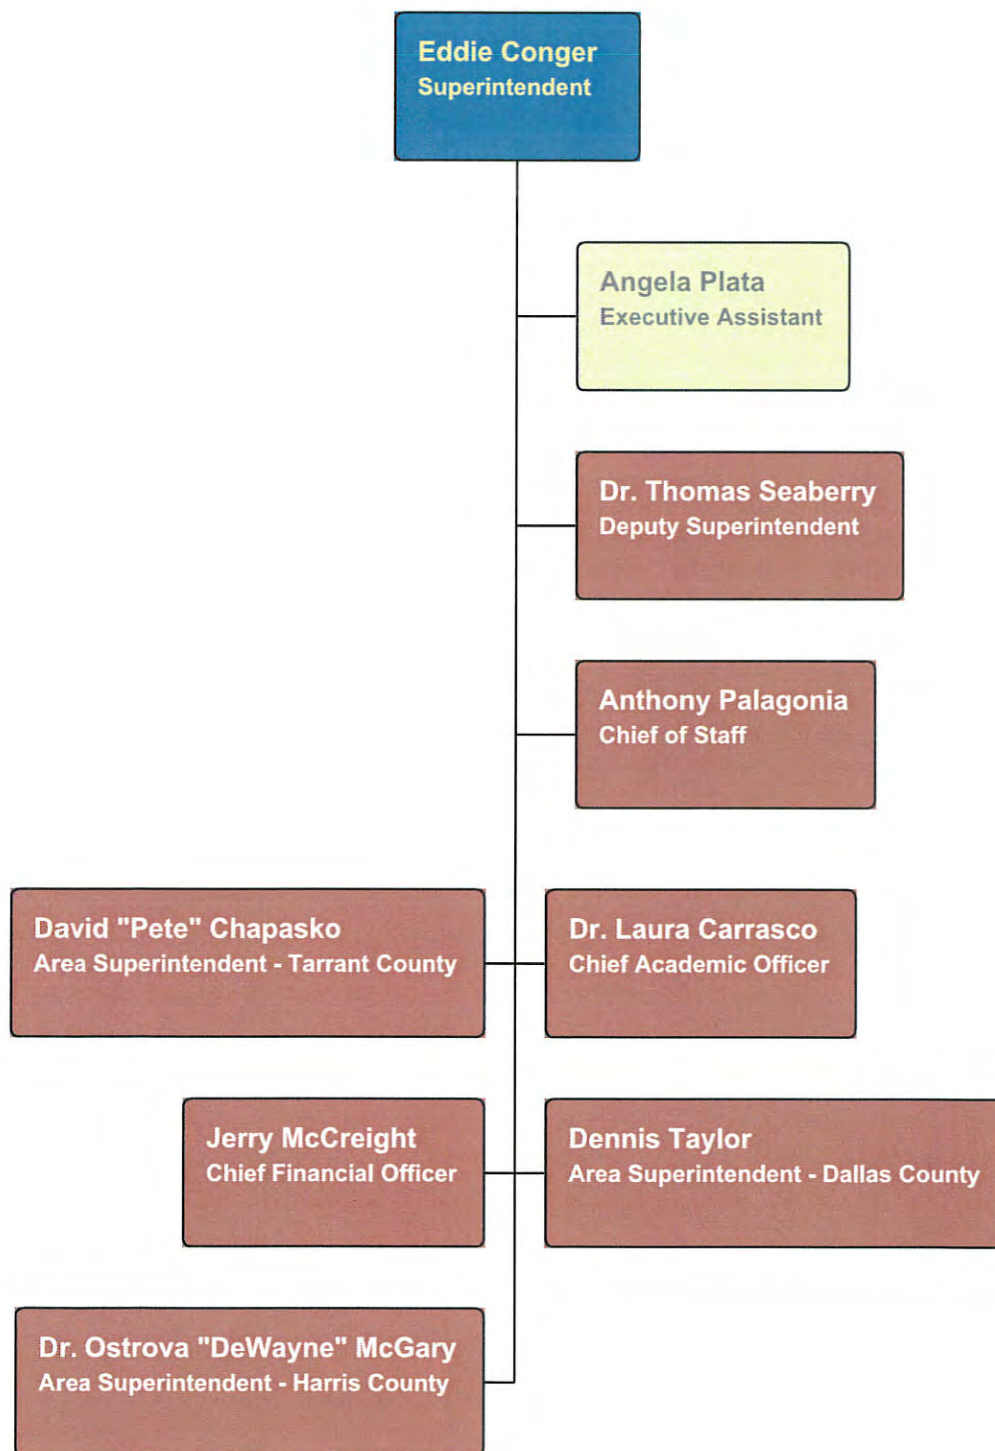 Eddie Conger
Superintendent
Angela Plata
Executive Assistant
Dr. Thomas Seaberry
Deputy Superintendent
Anthony Palagonia
Chief of Staff
David "Pete" Chapasko
Area Superintendent - Tarrant County
Dr. Laura Carrasco
Chief Academic Officer
Jerry McCreight
Chief Financial Officer
Dennis Taylor
Area Superintendent - Dallas County
Dr. Ostrova "DeWayne" McGary
Area Superintendent - Harris County